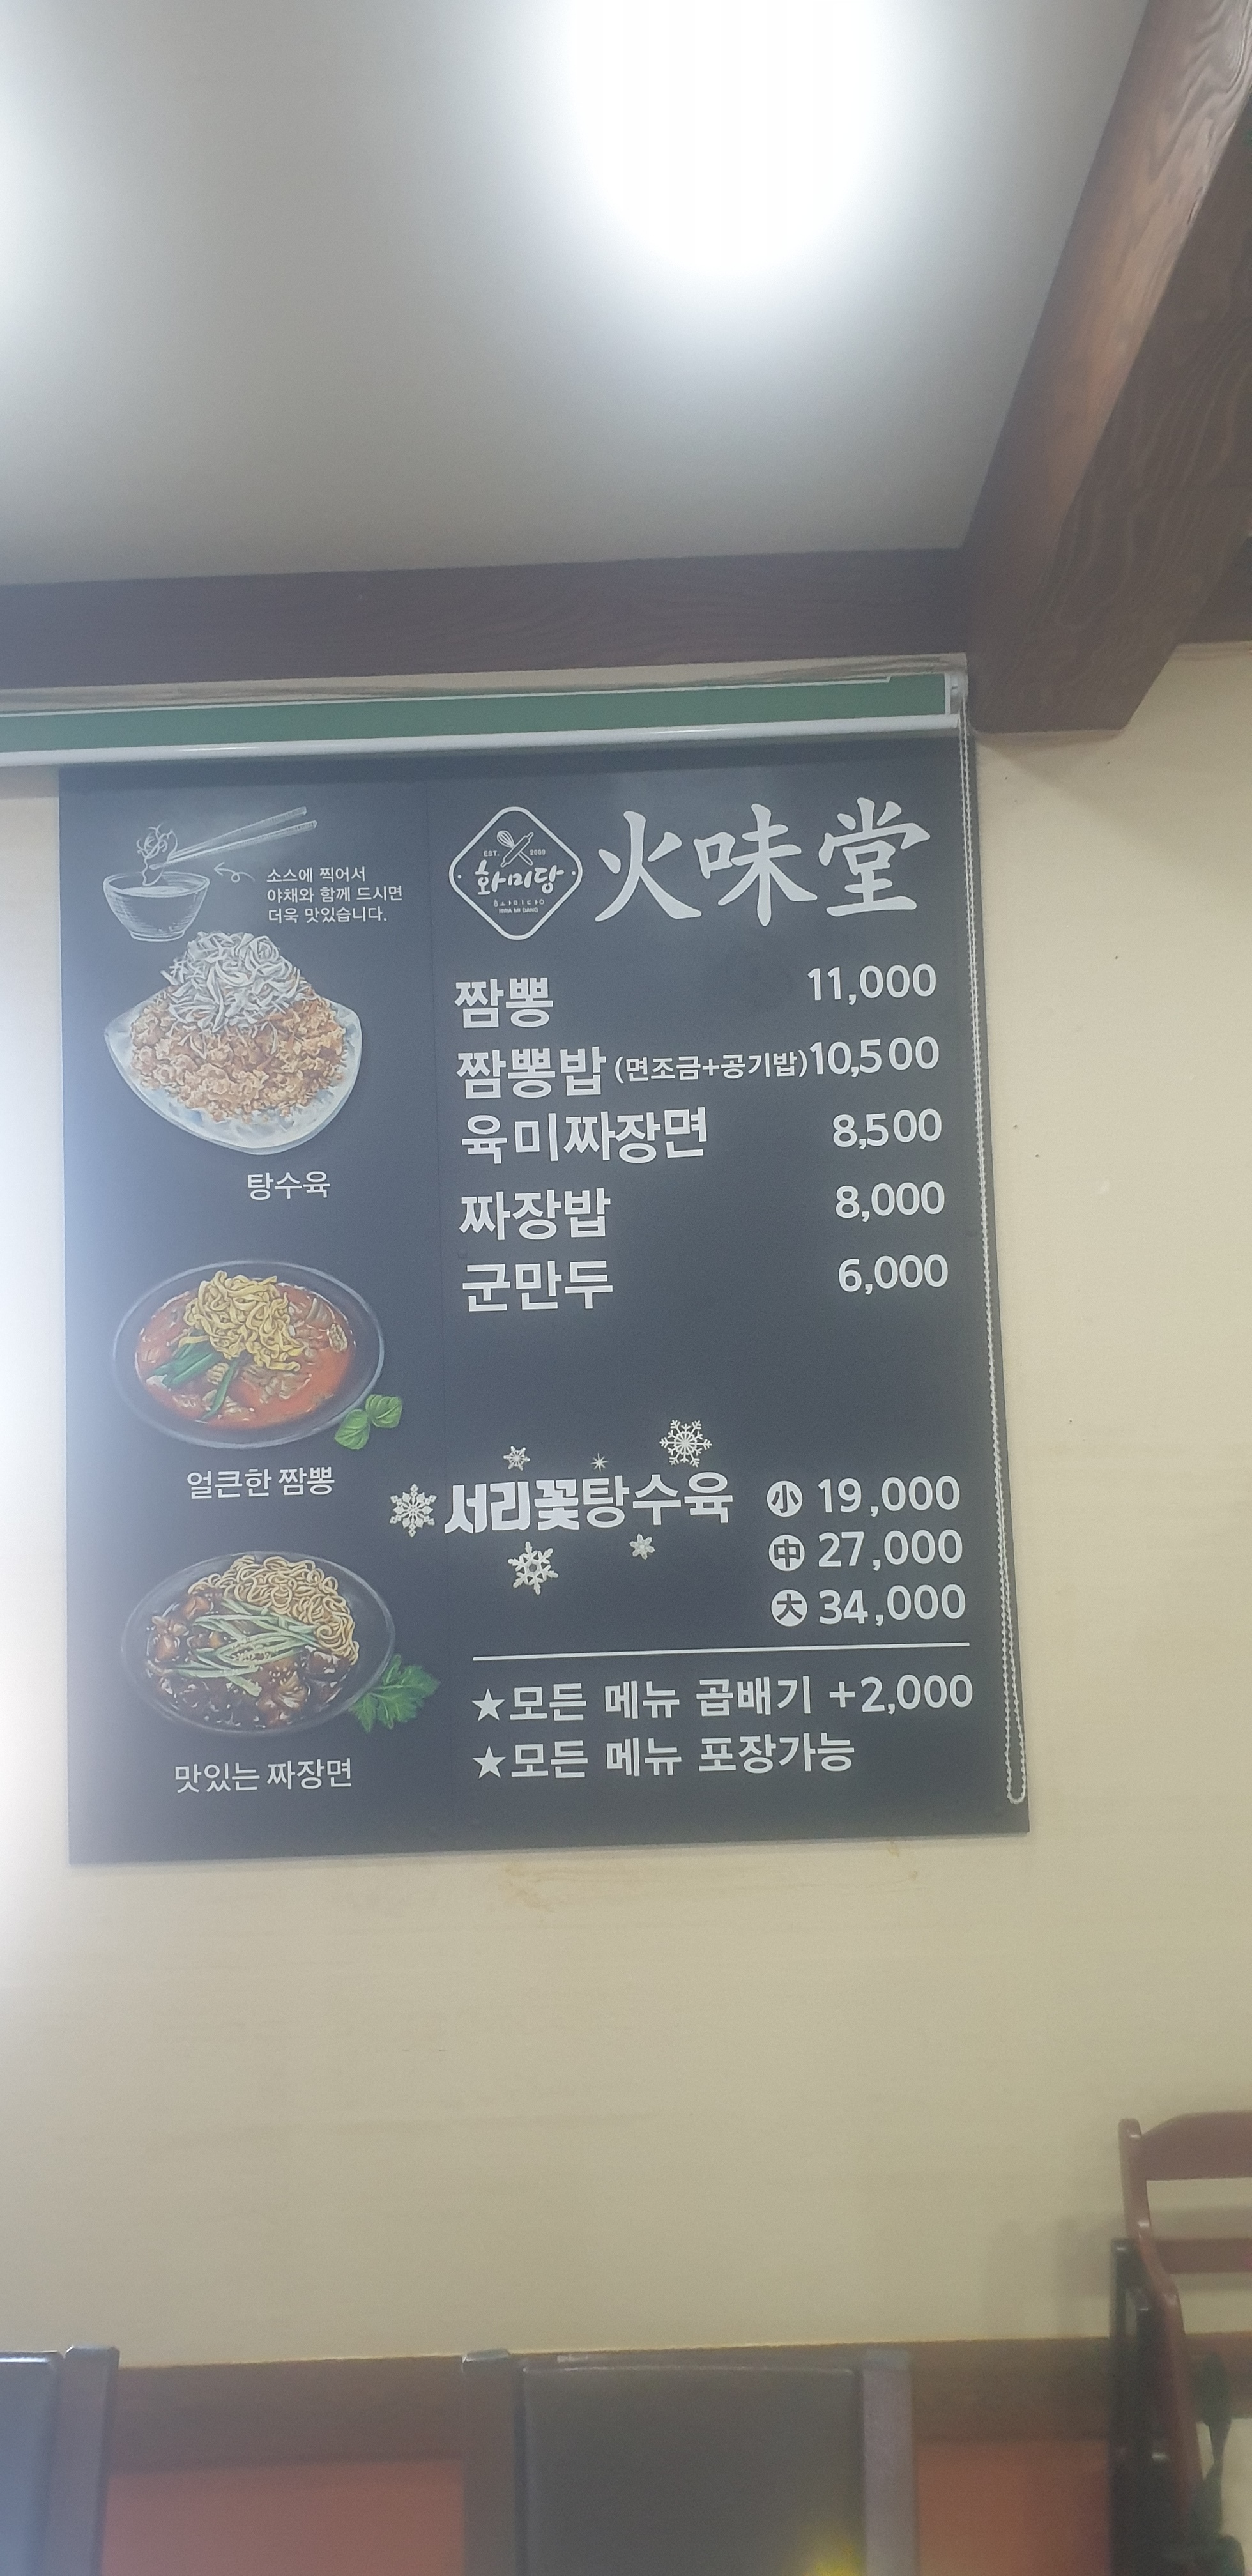 소스에 찍어서
야채와 함께 드시면
더욱 맛있습니다.
탕수육
얼큰한 짬뽕
맛있는 짜장면
EST. 2000
화미당
HWA MI DANG
火味堂
짬뽕 11,000
짬뽕밥 (면조금+공기밥) 10,500
육미짜장면 8,500
짜장밥 8,000
군만두 6,000
서리꽃탕수육 小 19,000
中 27,000
大 34,000
★모든 메뉴 곱배기 +2,000
★모든 메뉴 포장가능